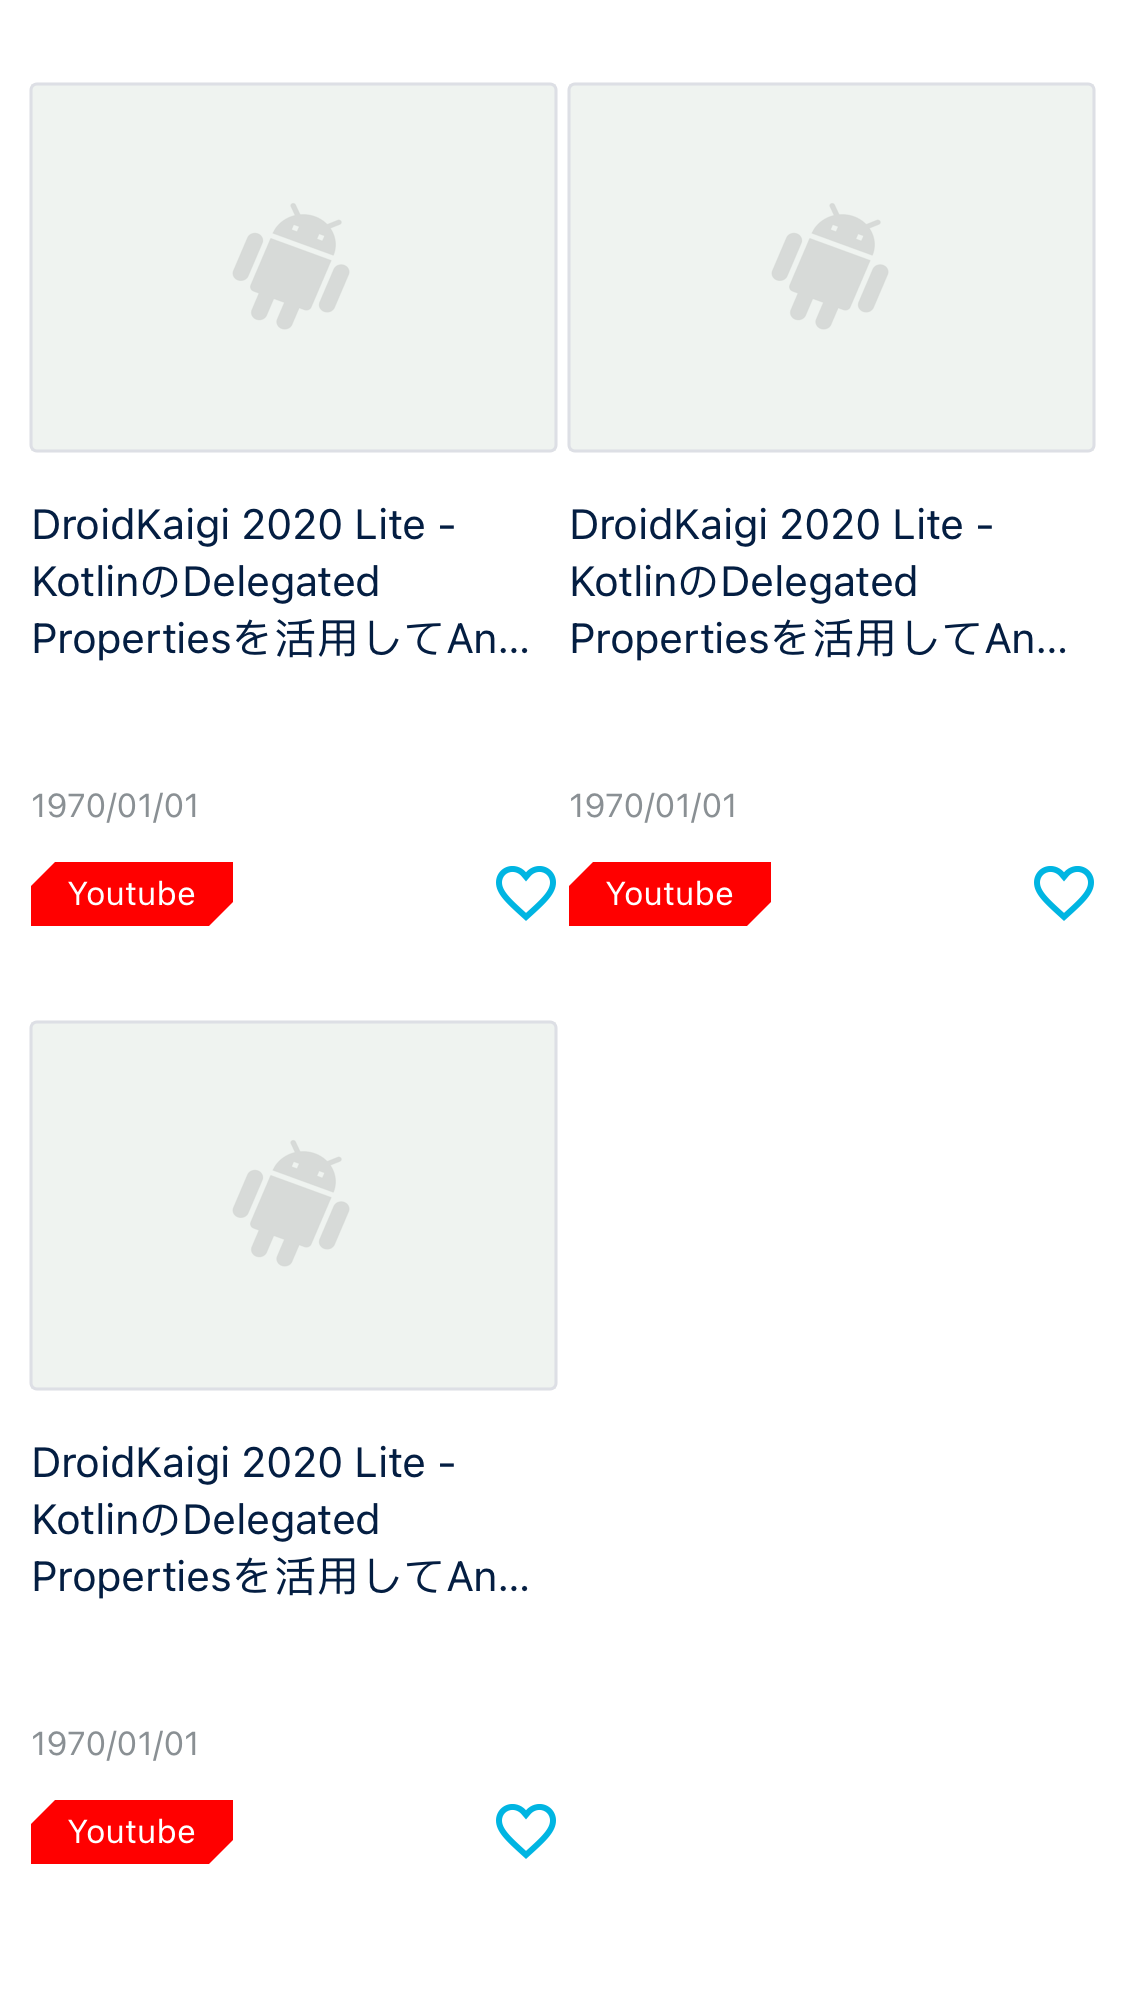 DroidKaigi 2020 Lite -
KotlinのDelegated
Propertiesを活用してAn...
1970/01/01
Youtube
DroidKaigi 2020 Lite -
KotlinのDelegated
Propertiesを活用してAn...
1970/01/01
Youtube
DroidKaigi 2020 Lite -
KotlinのDelegated
Propertiesを活用してAn...
1970/01/01
Youtube